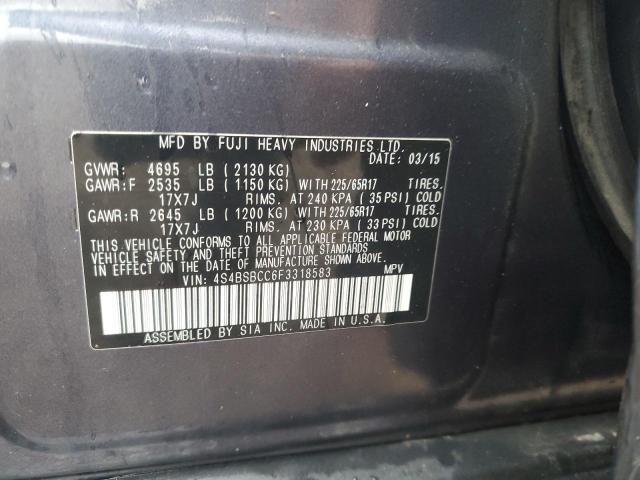 MFD BY FUJI HEAVY INDUSTRIES LTD.
DATE: 03/15
GVWR: 4695 LB ( 2130 KG)
GAWR:F 2535 LB ( 1150 KG) WITH 225/65R17 TIRES.
17X7J RIMS. AT 240 KPA ( 35 PSI) COLD
GAWR:R 2645 LB ( 1200 KG) WITH 225/65R17 TIRES.
17X7J RIMS. AT 230 KPA ( 33 PSI) COLD
THIS VEHICLE CONFORMS TO ALL APPLICABLE FEDERAL MOTOR
VEHICLE SAFETY AND THEFT PREVENTION STANDARDS
IN EFFECT ON THE DATE OF MANUFACTURE SHOWN ABOVE.
VIN: 4S4BSBCC6F3318583 MPV
ASSEMBLED BY SIA INC. MADE IN U.S.A.